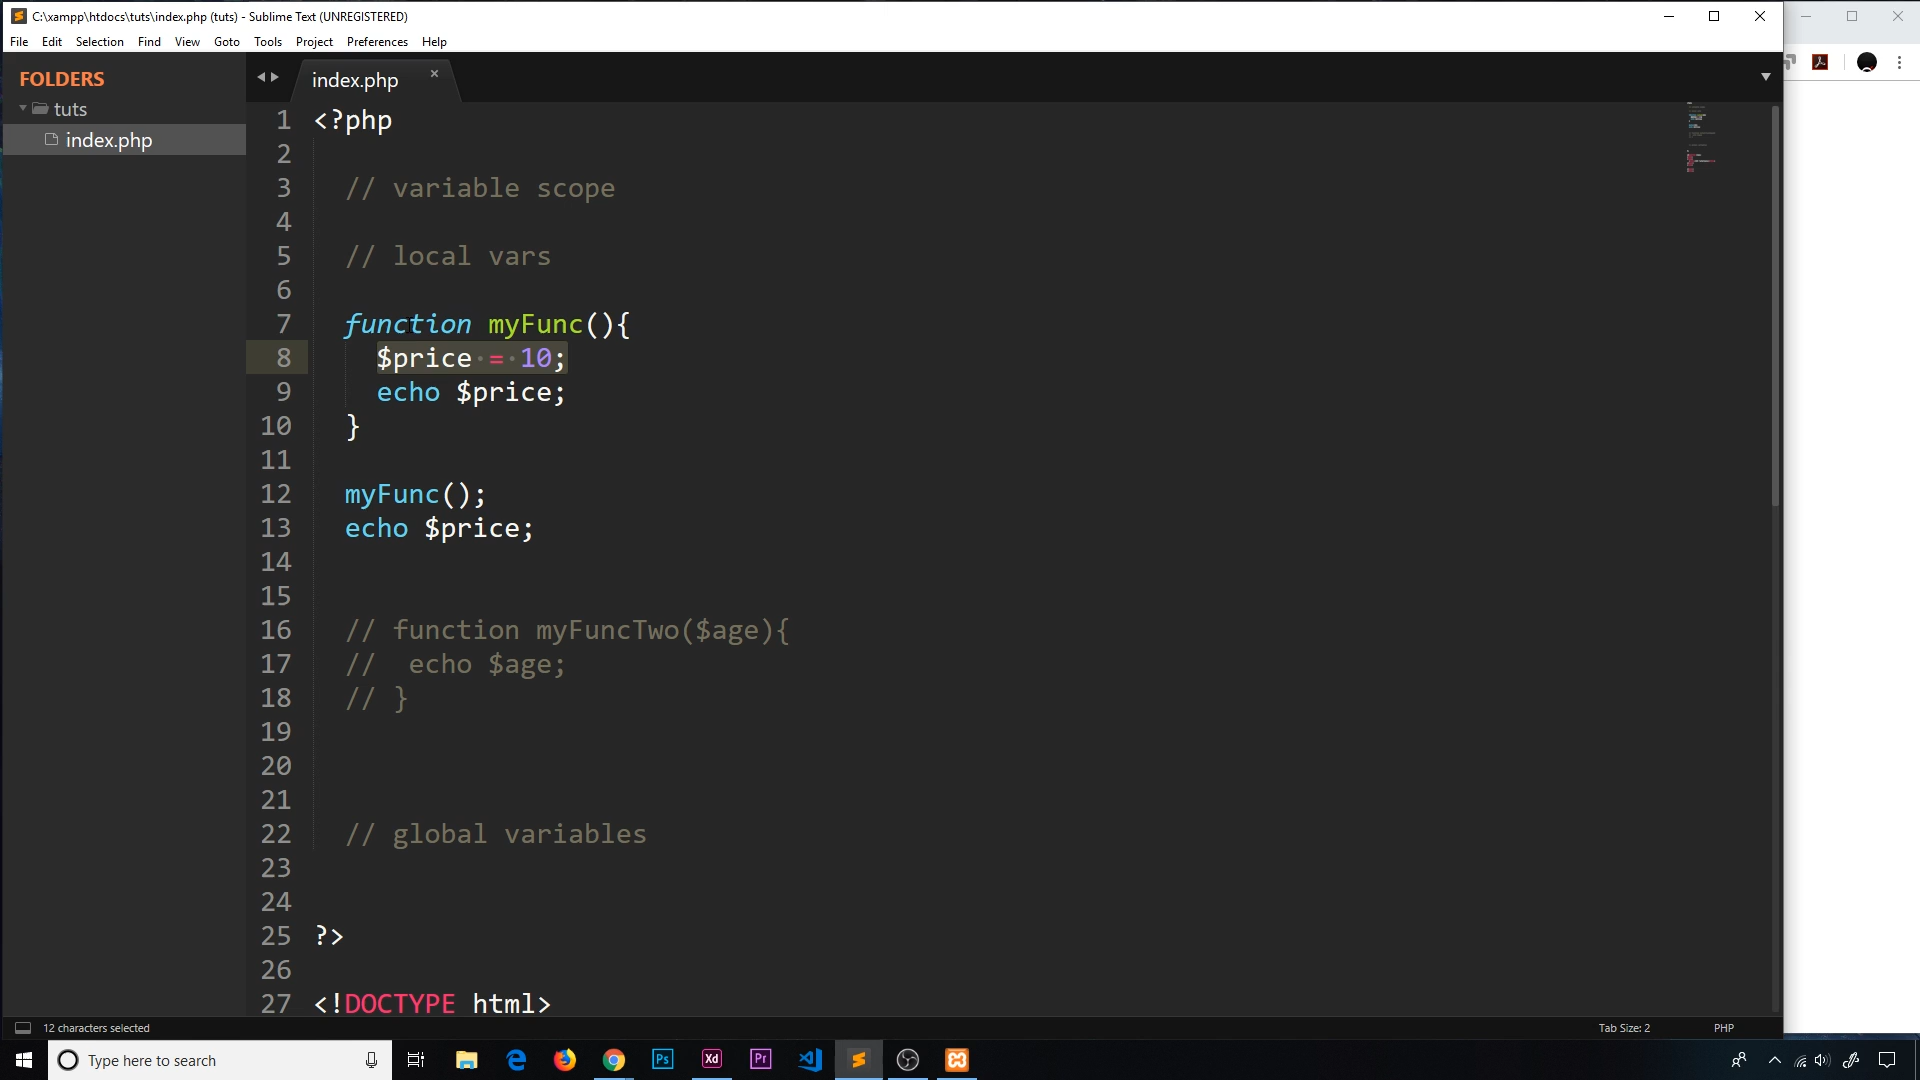 C:\xampp\htdocs\tuts\index.php (tuts) - Sublime Text (UNREGISTERED)
File Edit Selection Find View Goto Tools Project Preferences Help
FOLDERS
tuts
index.php
index.php
1 <?php
2
3 // variable scope
4
5 // local vars
6
7 function myFunc(){
8 $price = 10;
9 echo $price;
10 }
11
12 myFunc();
13 echo $price;
14
15
16 // function myFuncTwo($age){
17 //  echo $age;
18 // }
19
20
21
22 // global variables
23
24
25 ?>
26
27 <!DOCTYPE html>
12 characters selected
Tab Size: 2
PHP
Type here to search
Ps
Xd
Pr